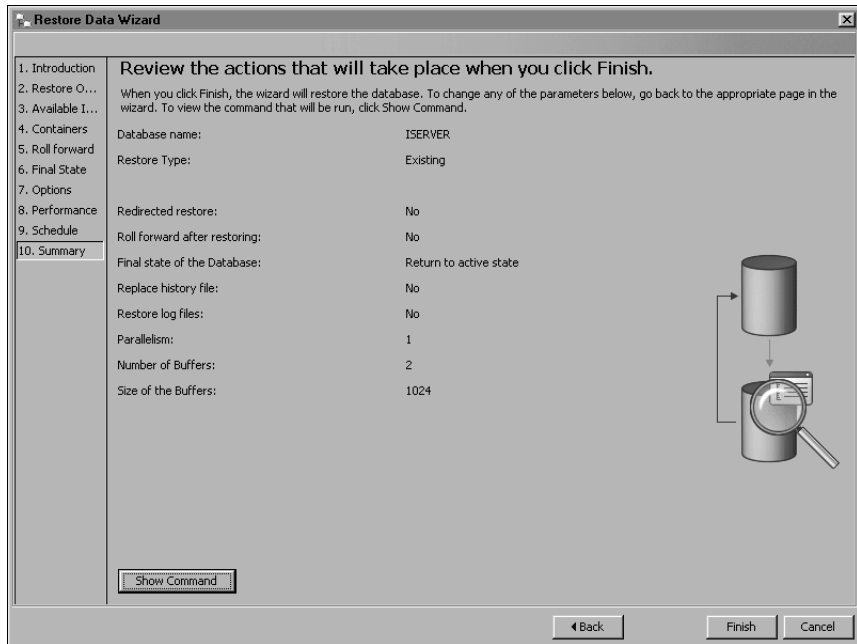 Restore Data Wizard
1. Introduction
2. Restore O...
3. Available I...
4. Containers
5. Roll forward
6. Final State
7. Options
8. Performance
9. Schedule
10. Summary
Review the actions that will take place when you click Finish.
When you click Finish, the wizard will restore the database. To change any of the parameters below, go back to the appropriate page in the
wizard. To view the command that will be run, click Show Command.
Database name: ISERVER
Restore Type: Existing
Redirected restore: No
Roll forward after restoring: No
Final state of the Database: Return to active state
Replace history file: No
Restore log files: No
Parallelism: 1
Number of Buffers: 2
Size of the Buffers: 1024
Show Command
Back Finish Cancel